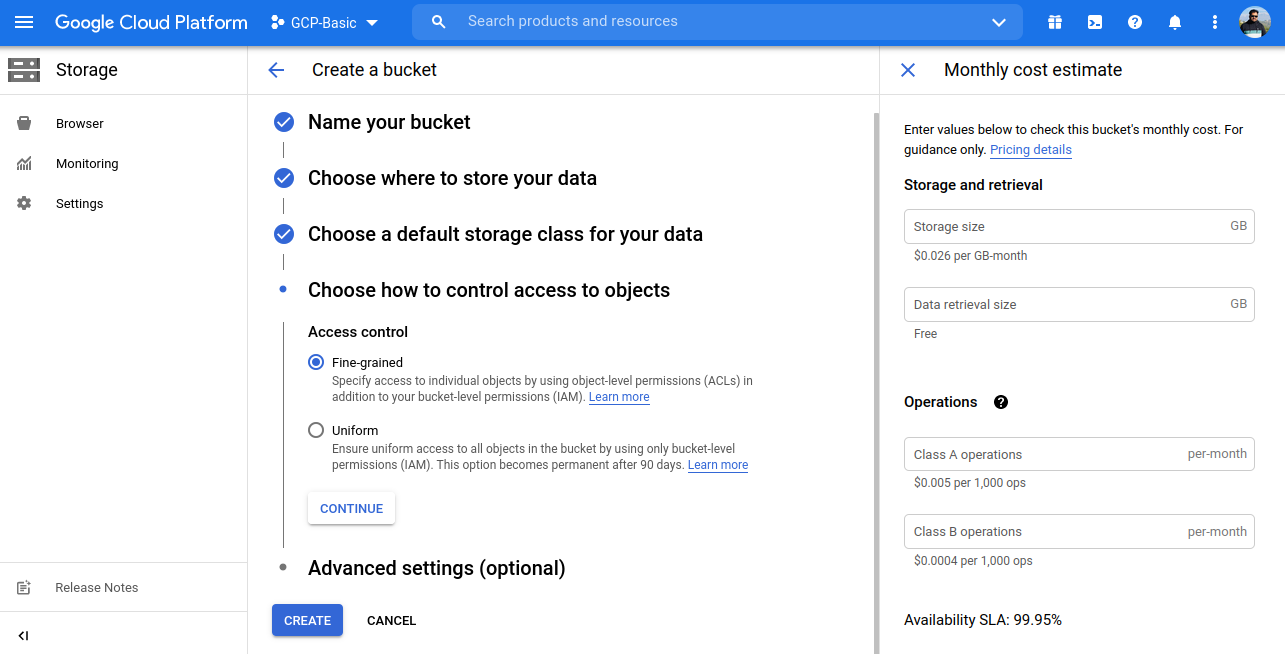 Google Cloud Platform
GCP-Basic
Search products and resources
Storage
Browser
Monitoring
Settings
Release Notes
Create a bucket
Name your bucket
Choose where to store your data
Choose a default storage class for your data
Choose how to control access to objects
Access control
Fine-grained
Specify access to individual objects by using object-level permissions (ACLs) in
addition to your bucket-level permissions (IAM). Learn more
Uniform
Ensure uniform access to all objects in the bucket by using only bucket-level
permissions (IAM). This option becomes permanent after 90 days. Learn more
CONTINUE
Advanced settings (optional)
CREATE
CANCEL
Monthly cost estimate
Enter values below to check this bucket's monthly cost. For
guidance only. Pricing details
Storage and retrieval
Storage size GB
$0.026 per GB-month
Data retrieval size GB
Free
Operations
Class A operations per-month
$0.005 per 1,000 ops
Class B operations per-month
$0.0004 per 1,000 ops
Availability SLA: 99.95%